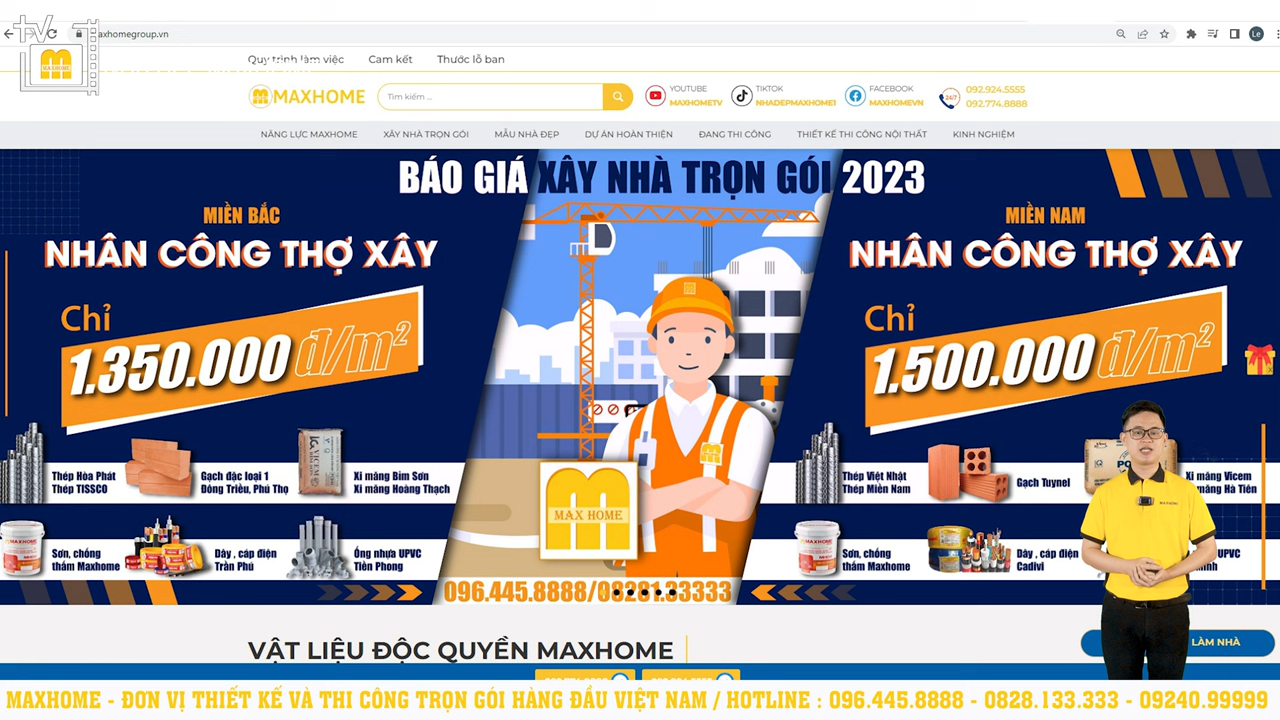 TV
axhomegroup.vn
Le
Quy trình làm việc
Cam kết
Thước lỗ ban
MAXHOME
Tìm kiếm ...
YOUTUBE
MAXHOMETV
TIKTOK
NHADEPMAXHOME1
FACEBOOK
MAXHOMEVN
24/7
092.924.5555
092.774.8888
NĂNG LỰC MAXHOME
XÂY NHÀ TRỌN GÓI
MẪU NHÀ ĐẸP
DỰ ÁN HOÀN THIỆN
ĐANG THI CÔNG
THIẾT KẾ THI CÔNG NỘI THẤT
KINH NGHIỆM
BÁO GIÁ XÂY NHÀ TRỌN GÓI 2023
MIỀN BẮC
NHÂN CÔNG THỢ XÂY
Chỉ
1.350.000 đ/m²
Thép Hòa Phát
Thép TISSCO
Gạch đặc loại 1
Đông Triều, Phú Thọ
Xi măng Bim Sơn
Xi măng Hoàng Thạch
Sơn, chống
thấm Maxhome
Dây , cáp điện
Trần Phú
Ống nhựa UPVC
Tiền Phong
MAX HOME
096.445.8888/08281.33333
MIỀN NAM
NHÂN CÔNG THỢ XÂY
Chỉ
1.500.000 đ/m²
Thép Việt Nhật
Thép Miền Nam
Gạch Tuynel
Xi măng Vicem
măng Hà Tiên
Sơn, chống
thấm Maxhome
Dây , cáp điện
Cadivi
UPVC
VẬT LIỆU ĐỘC QUYỀN MAXHOME
LÀM NHÀ
MAXHOME - ĐƠN VỊ THIẾT KẾ VÀ THI CÔNG TRỌN GÓI HÀNG ĐẦU VIỆT NAM / HOTLINE : 096.445.8888 - 0828.133.333 - 09240.99999